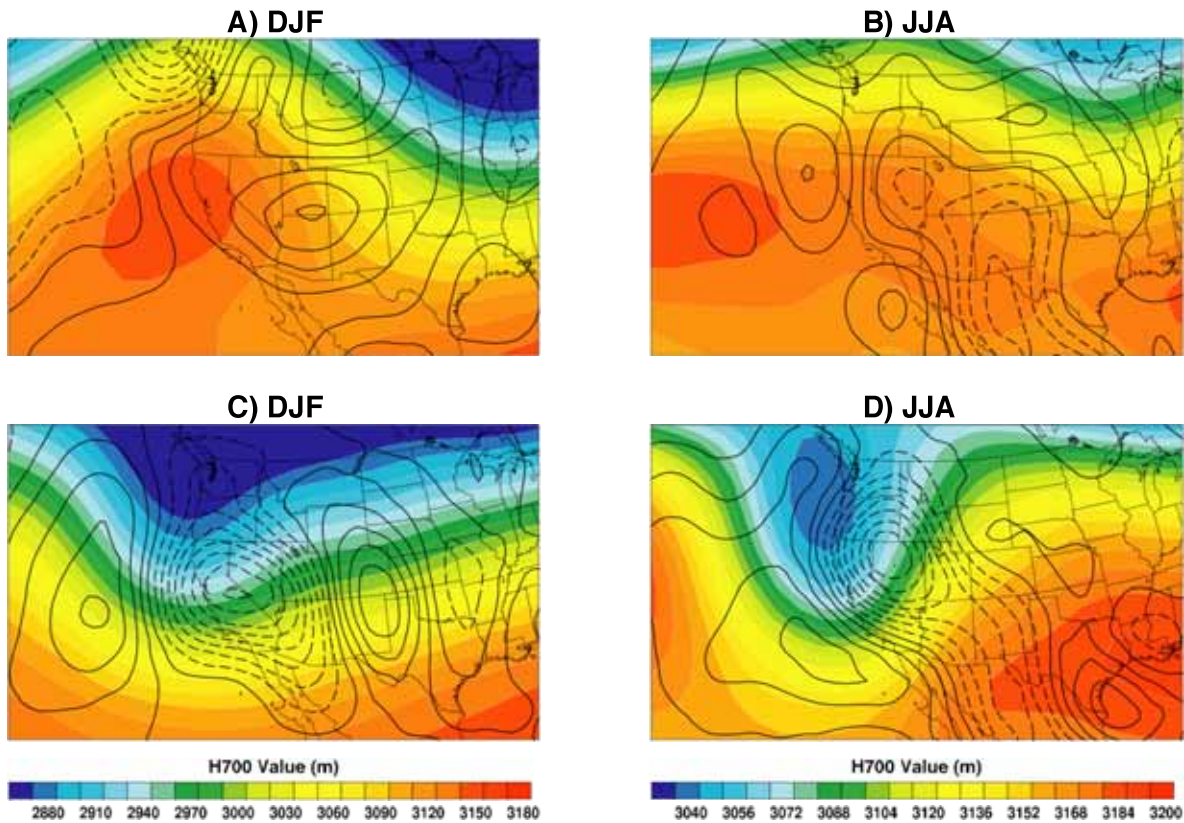 A) DJF
B) JJA
C) DJF
D) JJA
H700 Value (m)
2880 2910 2940 2970 3000 3030 3060 3090 3120 3150 3180
H700 Value (m)
3040 3056 3072 3088 3104 3120 3136 3152 3168 3184 3200